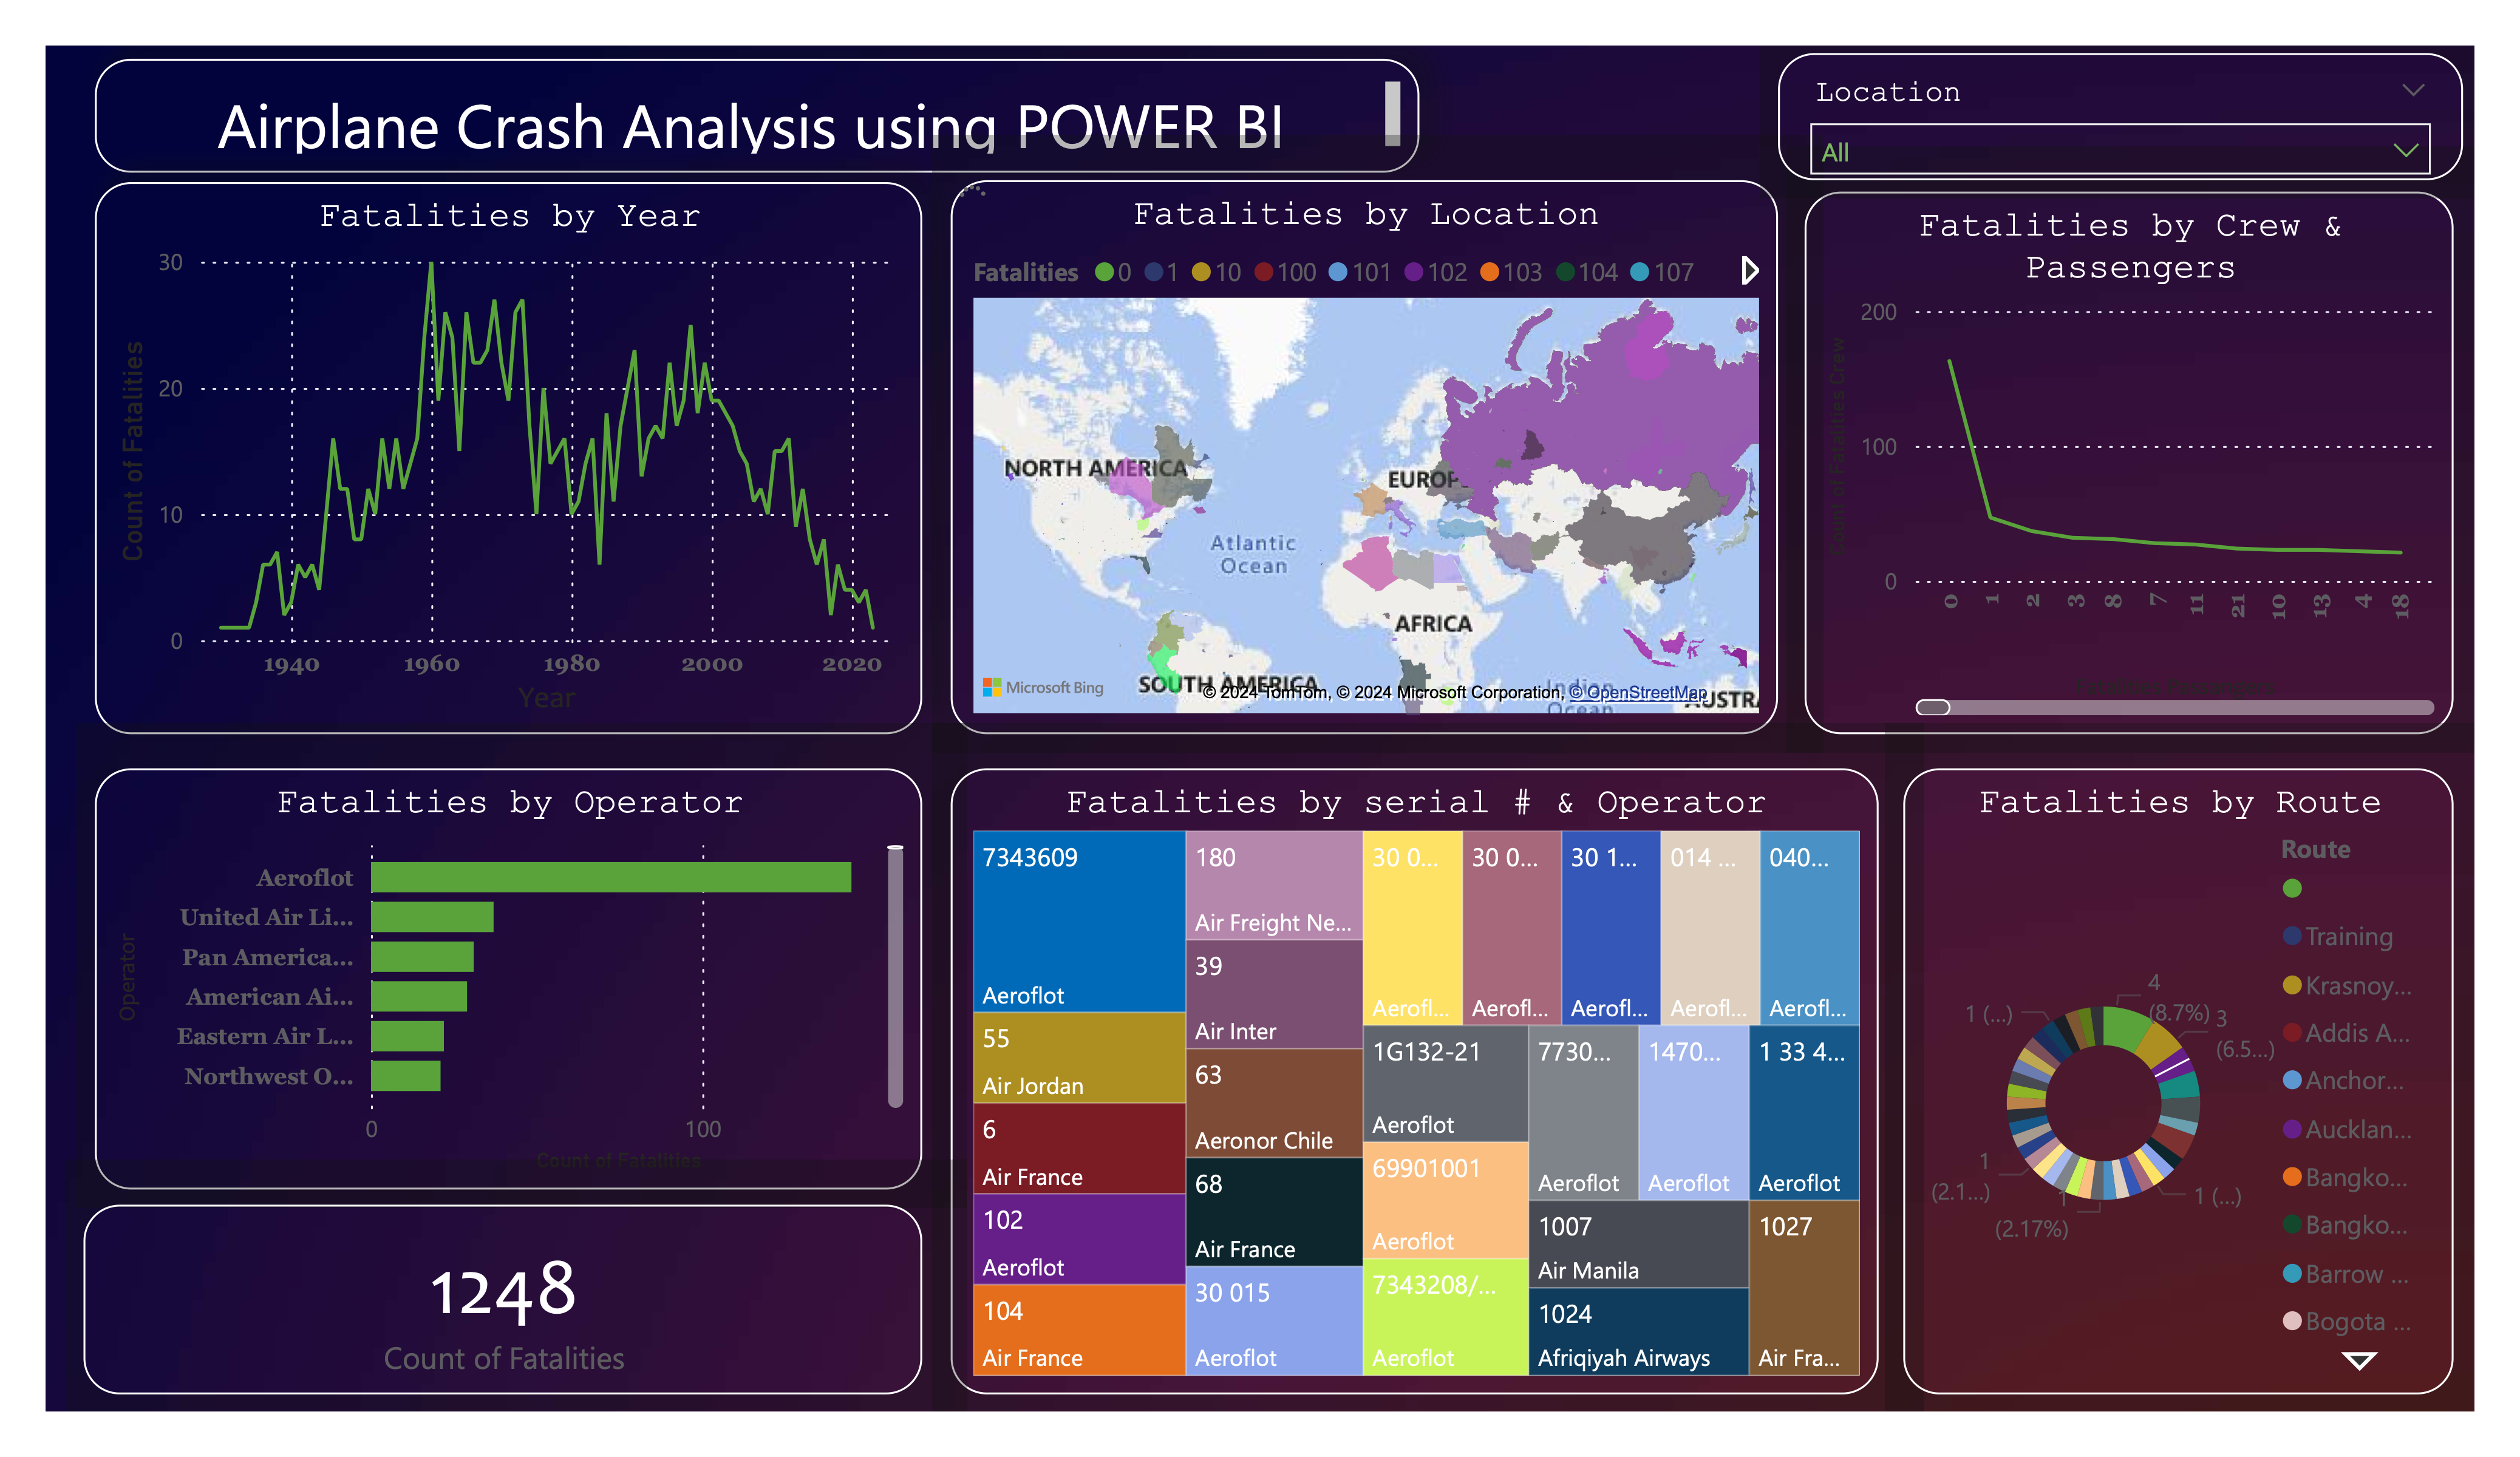 Airplane Crash Analysis using POWER BI
Location
All
Fatalities by Year
Count of Fatalities
30
20
10
0
1940 1960 1980 2000 2020
Year
Fatalities by Location
Fatalities 0 1 10 100 101 102 103 104 107
NORTH AMERICA
EUROP
Atlantic
Ocean
AFRICA
SOUTH AMERICA
Indian
Ocean
AUSTRA
Microsoft Bing
© 2024 TomTom, © 2024 Microsoft Corporation, © OpenStreetMap
Fatalities by Crew &
Passengers
Count of Fatalities Crew
200
100
0
0 1 2 3 8 7 11 21 10 13 4 18
Fatalities Passengers
Fatalities by Operator
Operator
Aeroflot
United Air Li...
Pan America...
American Ai...
Eastern Air L...
Northwest O...
0 100
Count of Fatalities
1248
Count of Fatalities
Fatalities by serial # & Operator
7343609
Aeroflot
55
Air Jordan
6
Air France
102
Aeroflot
104
Air France
180
Air Freight Ne...
39
Air Inter
63
Aeronor Chile
68
Air France
30 015
Aeroflot
30 0...
Aerofl...
30 0...
Aerofl...
30 1...
Aerofl...
014 ...
Aerofl...
040...
Aerofl...
1G132-21
Aeroflot
69901001
Aeroflot
7343208/...
Aeroflot
7730...
Aeroflot
1470...
Aeroflot
1 33 4...
Aeroflot
1007
Air Manila
1024
Afriqiyah Airways
1027
Air Fra...
Fatalities by Route
4
(8.7%)
3
(6.5...)
1 (...)
1
(2.17%)
1
(2.1...)
1 (...)
Route
Training
Krasnoy...
Addis A...
Anchor...
Aucklan...
Bangko...
Bangko...
Barrow ...
Bogota ...